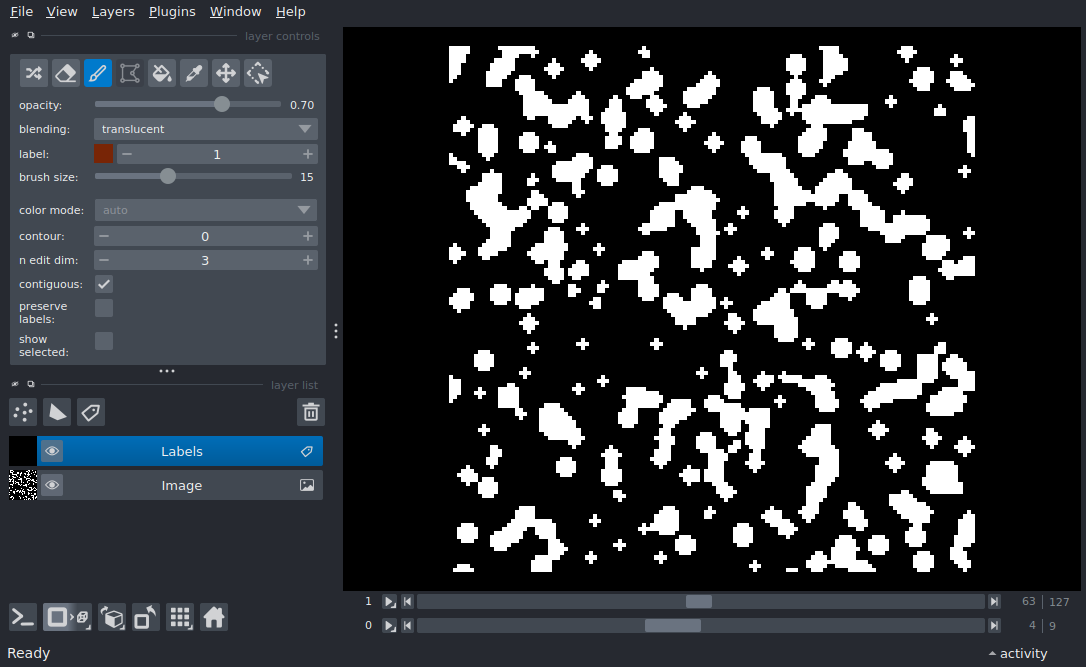 File View Layers Plugins Window Help
layer controls
opacity: 0.70
blending: translucent
label: 1
brush size: 15
color mode: auto
contour: 0
n edit dim: 3
contiguous:
preserve
labels:
show
selected:
layer list
Labels
Image
1 63 127
0 4 9
Ready activity